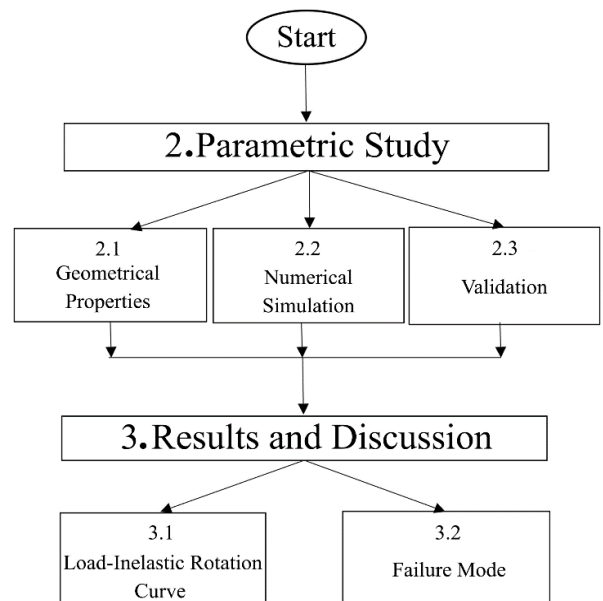 Start
2.Parametric Study
2.1
Geometrical
Properties
2.2
Numerical
Simulation
2.3
Validation
3.Results and Discussion
3.1
Load-Inelastic Rotation
Curve
3.2
Failure Mode